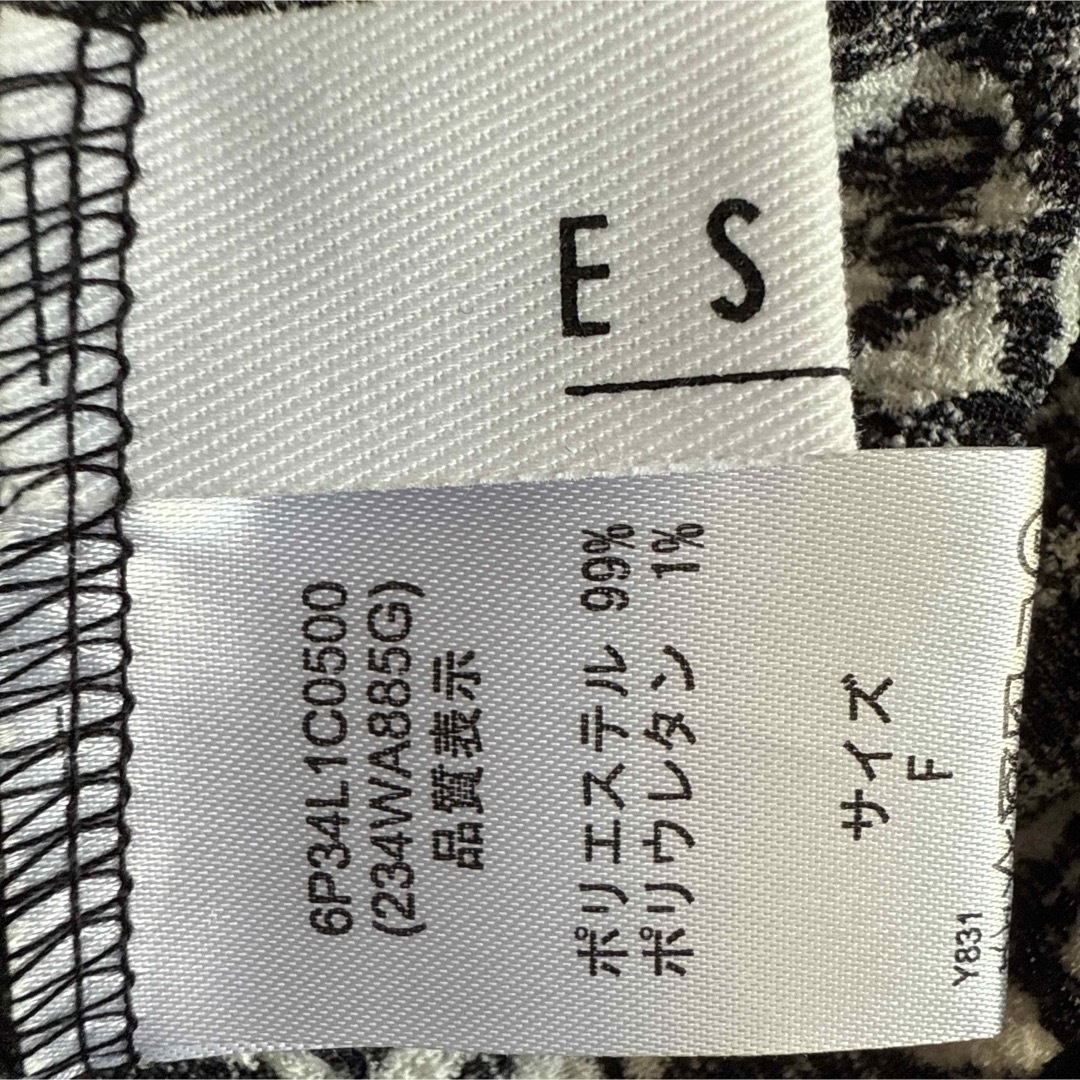 E S
6P34L1C0500
(234WA885G)
品質表示
ポリエステル 99%
ポリウレタン 1%
サイズ
F
Y831